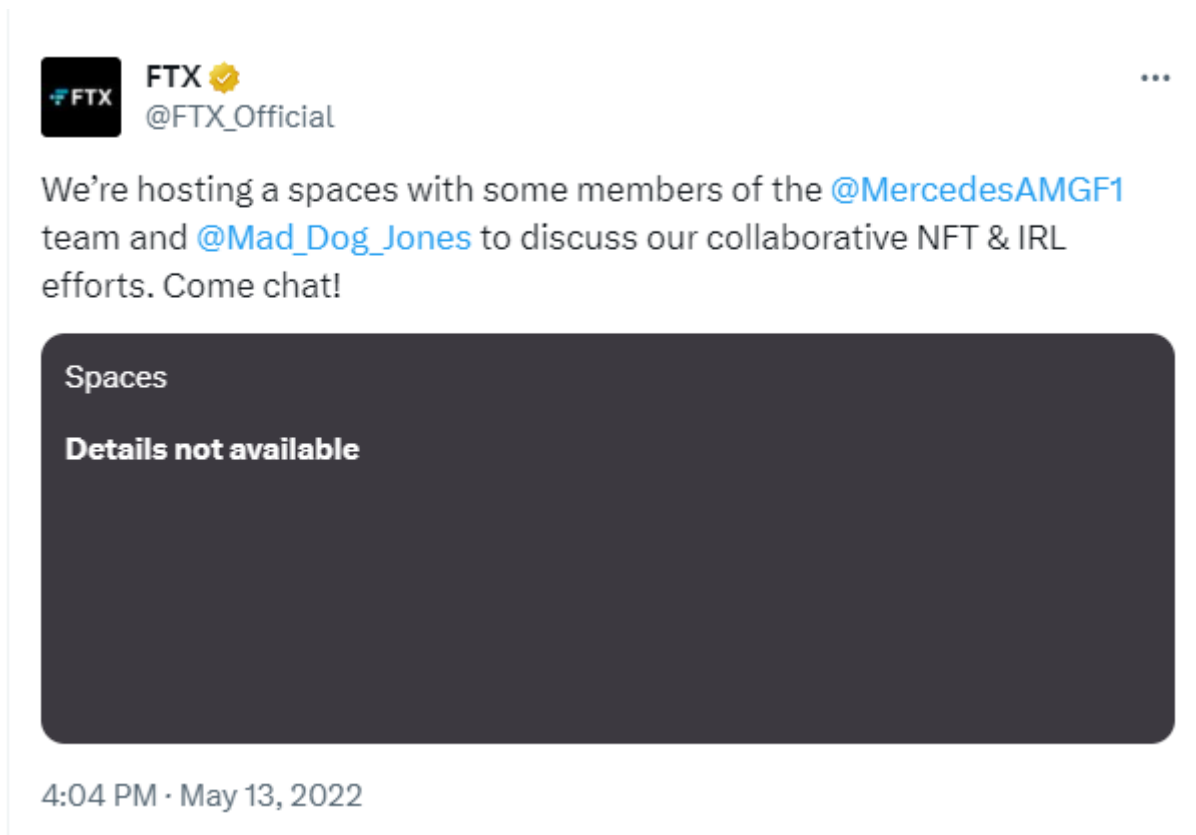 FTX
FTX
@FTX_Official
We’re hosting a spaces with some members of the @MercedesAMGF1
team and @Mad_Dog_Jones to discuss our collaborative NFT & IRL
efforts. Come chat!
Spaces
Details not available
4:04 PM · May 13, 2022